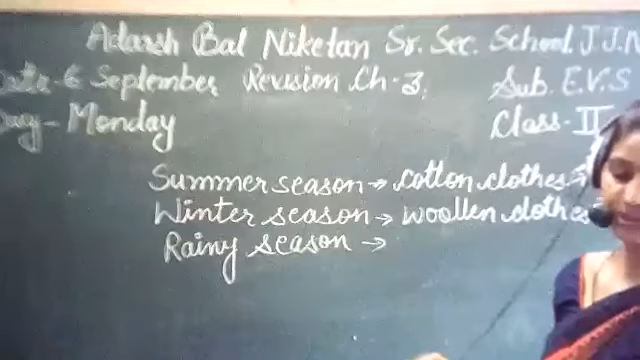 Adarsh Bal Niketan Sr. Sec. School JJN
Date 6 September Revision Ch-3. Sub. E.V.S
Day - Monday Class - II
Summer season → cotton clothes →
Winter season → woollen clothes
Rainy season →